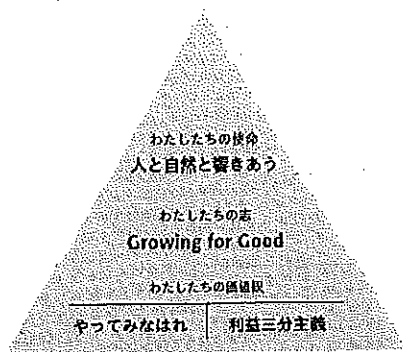 わたしたちの使命
人と自然と響きあう
わたしたちの志
Growing for Good
わたしたちの価値観
やってみなはれ 利益三分主義